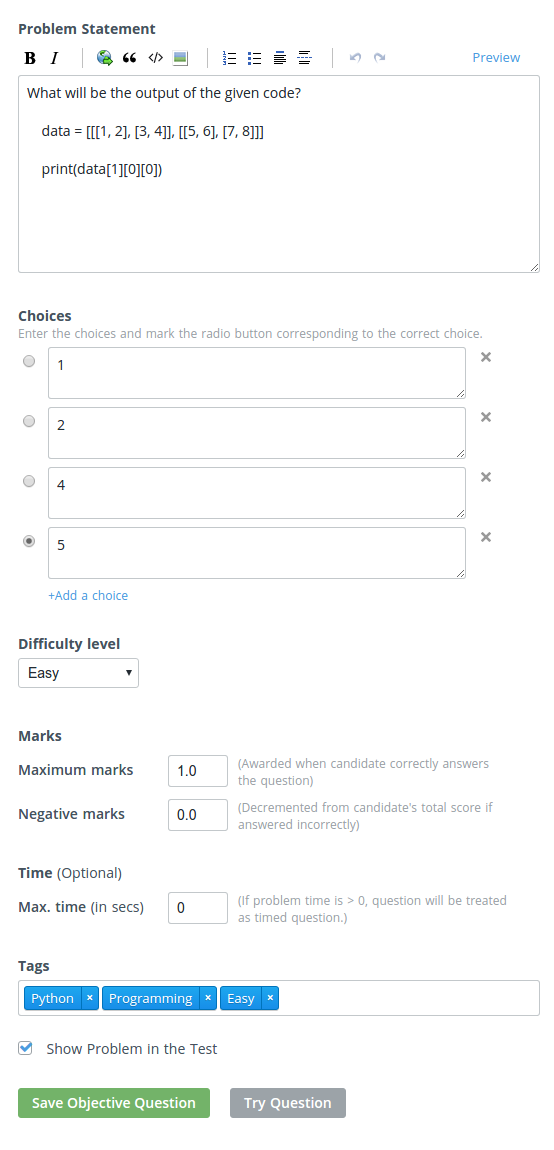 Problem Statement
B I “ </> Preview
What will be the output of the given code?
data = [[[1, 2], [3, 4]], [[5, 6], [7, 8]]]
print(data[1][0][0])
Choices
Enter the choices and mark the radio button corresponding to the correct choice.
1 ×
2 ×
4 ×
5 ×
+Add a choice
Difficulty level
Easy
Marks
Maximum marks 1.0 (Awarded when candidate correctly answers
the question)
Negative marks 0.0 (Decremented from candidate's total score if
answered incorrectly)
Time (Optional)
Max. time (in secs) 0 (If problem time is > 0, question will be treated
as timed question.)
Tags
Python × Programming × Easy ×
Show Problem in the Test
Save Objective Question Try Question